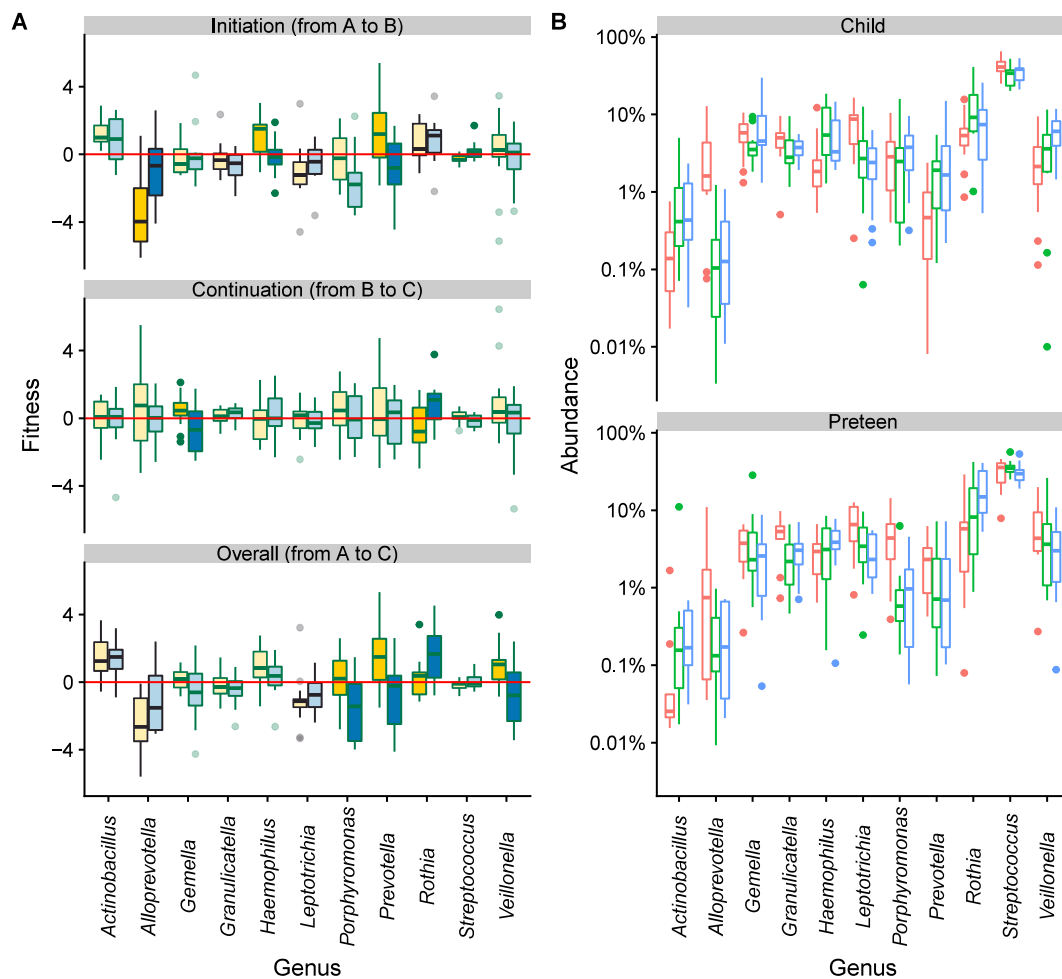 A
Initiation (from A to B)
4
0
−4
Continuation (from B to C)
4
0
−4
Overall (from A to C)
4
0
−4
Fitness
Actinobacillus
Alloprevotella
Gemella
Granulicatella
Haemophilus
Leptotrichia
Porphyromonas
Prevotella
Rothia
Streptococcus
Veillonella
Genus
B
Child
100%
10%
1%
0.1%
0.01%
Preteen
100%
10%
1%
0.1%
0.01%
Abundance
Actinobacillus
Alloprevotella
Gemella
Granulicatella
Haemophilus
Leptotrichia
Porphyromonas
Prevotella
Rothia
Streptococcus
Veillonella
Genus